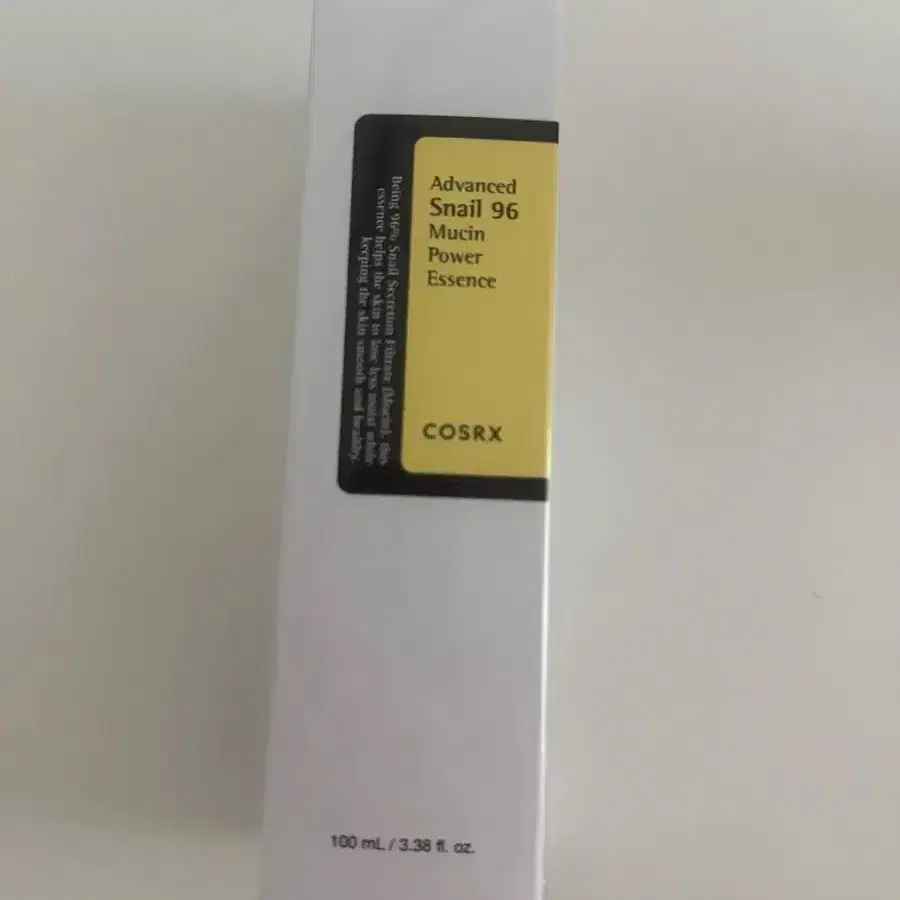 Advanced
Snail 96
Mucin
Power
Essence
COSRX
Being 96% Snail Secretion Filtrate (Mucin), this
essence helps the skin to lose less moist while
keeping the skin smooth and healthy.
100 mL / 3.38 fl. oz.